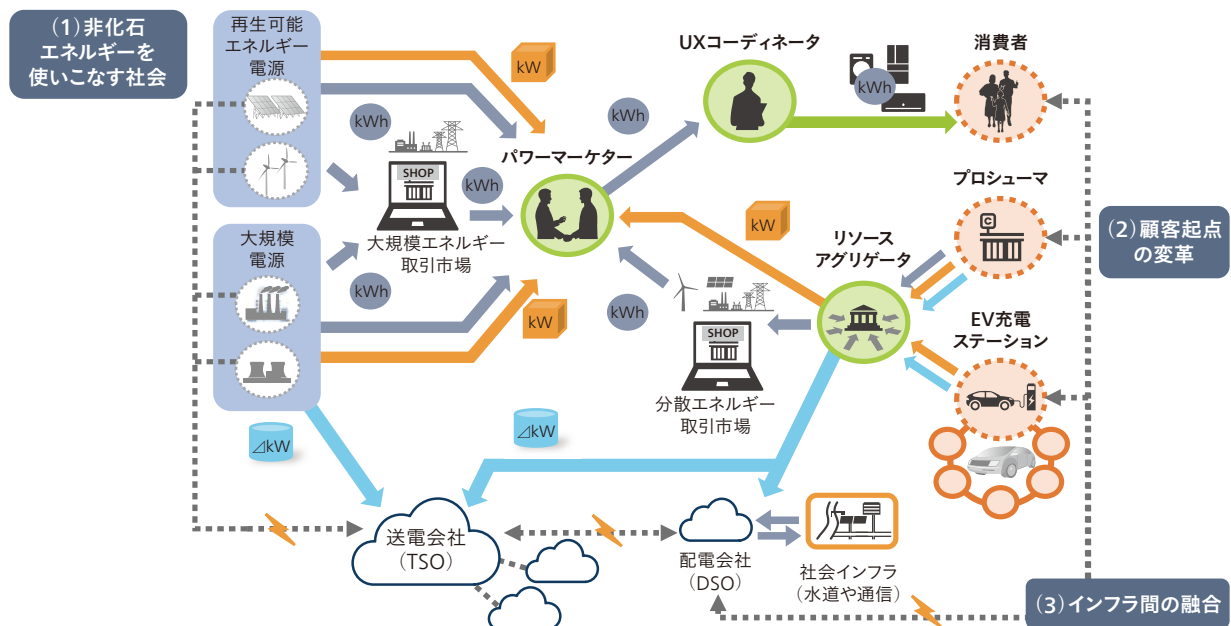 (1)非化石
エネルギーを
使いこなす社会
再生可能
エネルギー
電源
kW
kWh
kWh
SHOP
大規模エネルギー
取引市場
kWh
パワーマーケター
kWh
UXコーディネータ
kWh
消費者
大規模
電源
kWh
kW
kW
kWh
SHOP
分散エネルギー
取引市場
リソース
アグリゲータ
プロシューマ
C
EV充電
ステーション
(2)顧客起点
の変革
⊿kW
⊿kW
送電会社
(TSO)
配電会社
(DSO)
社会インフラ
(水道や通信)
(3)インフラ間の融合